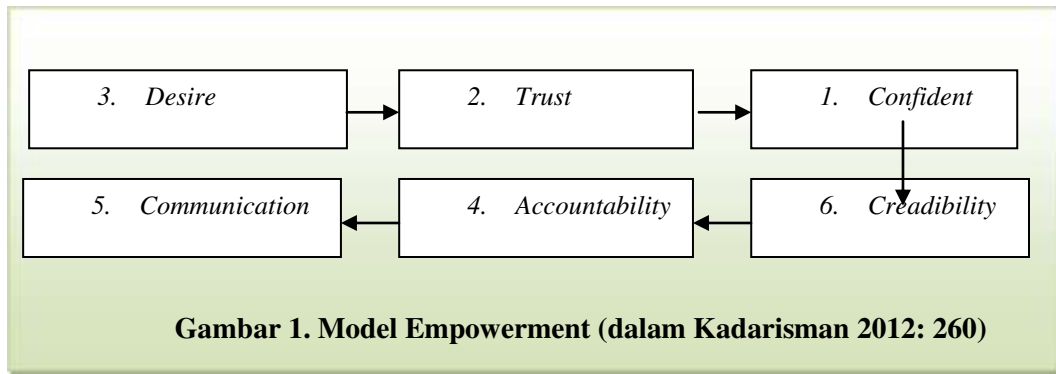 3. Desire
2. Trust
1. Confident
5. Communication
4. Accountability
6. Creadibility
Gambar 1. Model Empowerment (dalam Kadarisman 2012: 260)